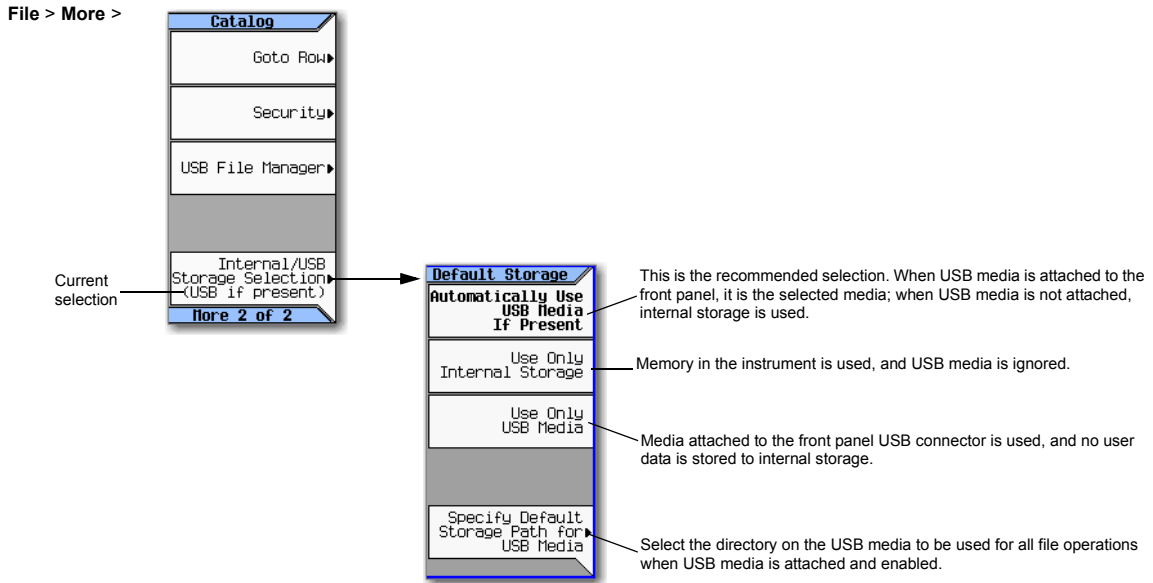 File > More >
Catalog
Goto Row
Security
USB File Manager
Internal/USB
Storage Selection
(USB if present)
More 2 of 2
Current
selection
Default Storage
Automatically Use
USB Media
If Present
This is the recommended selection. When USB media is attached to the
front panel, it is the selected media; when USB media is not attached,
internal storage is used.
Use Only
Internal Storage
Memory in the instrument is used, and USB media is ignored.
Use Only
USB Media
Media attached to the front panel USB connector is used, and no user
data is stored to internal storage.
Specify Default
Storage Path for
USB Media
Select the directory on the USB media to be used for all file operations
when USB media is attached and enabled.